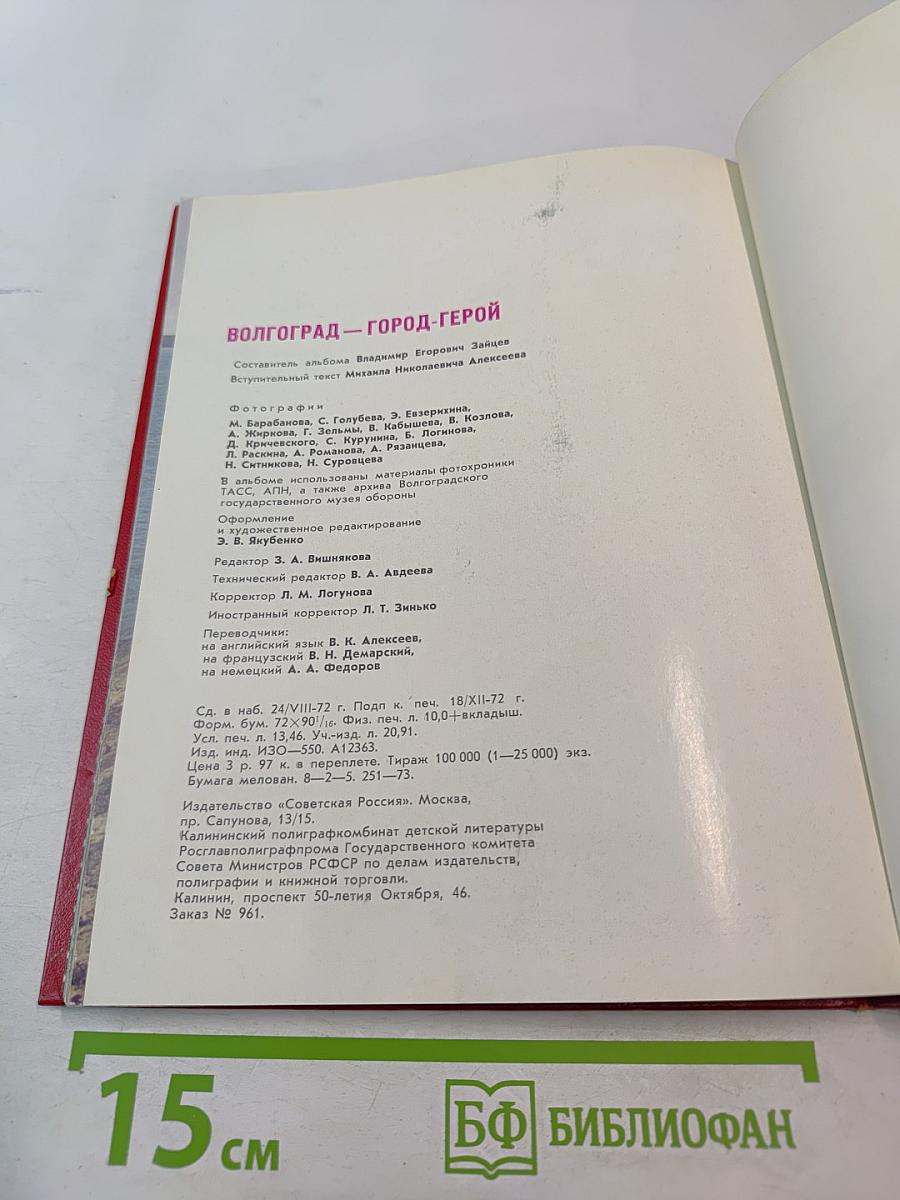 ВОЛГОГРАД — ГОРОД-ГЕРОЙ
Составитель альбома Владимир Егорович Зайцев
Вступительный текст Михаила Николаевича Алексеева
Фотографии
М. Барабанова, С. Голубева, Э. Евзерихина,
А. Жиркова, Г. Зельмы, В. Кабышева, В. Козлова,
Д. Кричевского, С. Курунина, Б. Логинова,
Л. Раскина, А. Романова, А. Рязанцева,
Н. Ситникова, Н. Суровцева
В альбоме использованы материалы фотохроники
ТАСС, АПН, а также архива Волгоградского
государственного музея обороны
Оформление
и художественное редактирование
Э. В. Якубенко
Редактор З. А. Вишнякова
Технический редактор В. А. Авдеева
Корректор Л. М. Логунова
Иностранный корректор Л. Т. Зинько
Переводчики:
на английский язык В. К. Алексеев,
на французский В. Н. Демарский,
на немецкий А. А. Федоров
Сд. в наб. 24/VIII-72 г. Подп к. печ. 18/XII-72 г.
Форм. бум. 72×90¹/₁₆. Физ. печ. л. 10,0+вкладыш.
Усл. печ. л. 13,46. Уч.-изд. л. 20,91.
Изд. инд. ИЗО—550. А12363.
Цена 3 р. 97 к. в переплете. Тираж 100 000 (1—25 000) экз.
Бумага мелован. 8—2—5. 251—73.
Издательство «Советская Россия». Москва,
пр. Сапунова, 13/15.
Калининский полиграфкомбинат детской литературы
Росглавполиграфпрома Государственного комитета
Совета Министров РСФСР по делам издательств,
полиграфии и книжной торговли.
Калинин, проспект 50-летия Октября, 46.
Заказ № 961.
15 см
БФ БИБЛИОФАН